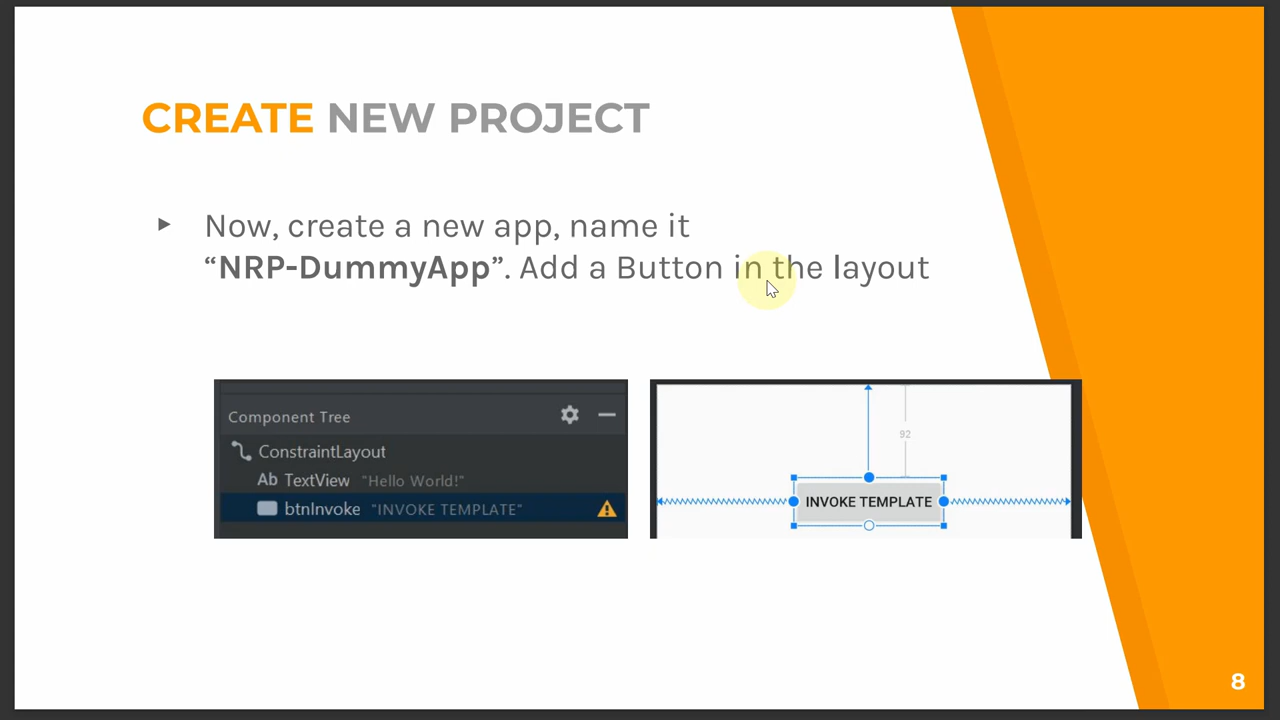 CREATE NEW PROJECT
Now, create a new app, name it
“NRP-DummyApp”. Add a Button in the layout
Component Tree
ConstraintLayout
Ab TextView "Hello World!"
btnInvoke "INVOKE TEMPLATE"
92
INVOKE TEMPLATE
8